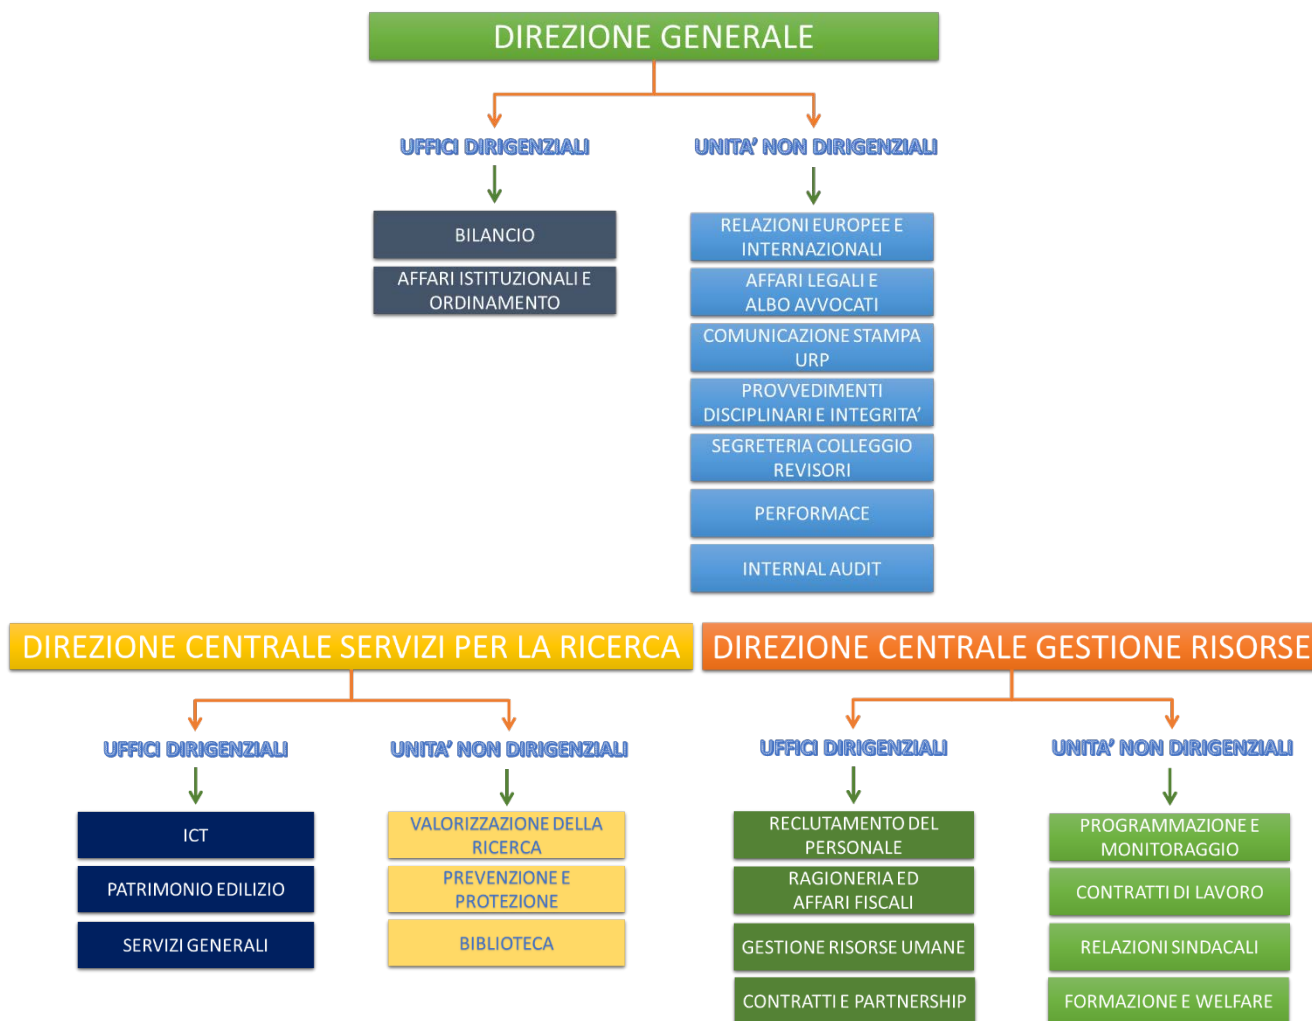 DIREZIONE GENERALE
UFFICI DIRIGENZIALI
BILANCIO
AFFARI ISTITUZIONALI E
ORDINAMENTO
UNITA' NON DIRIGENZIALI
RELAZIONI EUROPEE E
INTERNAZIONALI
AFFARI LEGALI E
ALBO AVVOCATI
COMUNICAZIONE STAMPA
URP
PROVVEDIMENTI
DISCIPLINARI E INTEGRITA'
SEGRETERIA COLLEGGIO
REVISORI
PERFORMACE
INTERNAL AUDIT
DIREZIONE CENTRALE SERVIZI PER LA RICERCA
UFFICI DIRIGENZIALI
ICT
PATRIMONIO EDILIZIO
SERVIZI GENERALI
UNITA' NON DIRIGENZIALI
VALORIZZAZIONE DELLA
RICERCA
PREVENZIONE E
PROTEZIONE
BIBLIOTECA
DIREZIONE CENTRALE GESTIONE RISORSE
UFFICI DIRIGENZIALI
RECLUTAMENTO DEL
PERSONALE
RAGIONERIA ED
AFFARI FISCALI
GESTIONE RISORSE UMANE
CONTRATTI E PARTNERSHIP
UNITA' NON DIRIGENZIALI
PROGRAMMAZIONE E
MONITORAGGIO
CONTRATTI DI LAVORO
RELAZIONI SINDACALI
FORMAZIONE E WELFARE